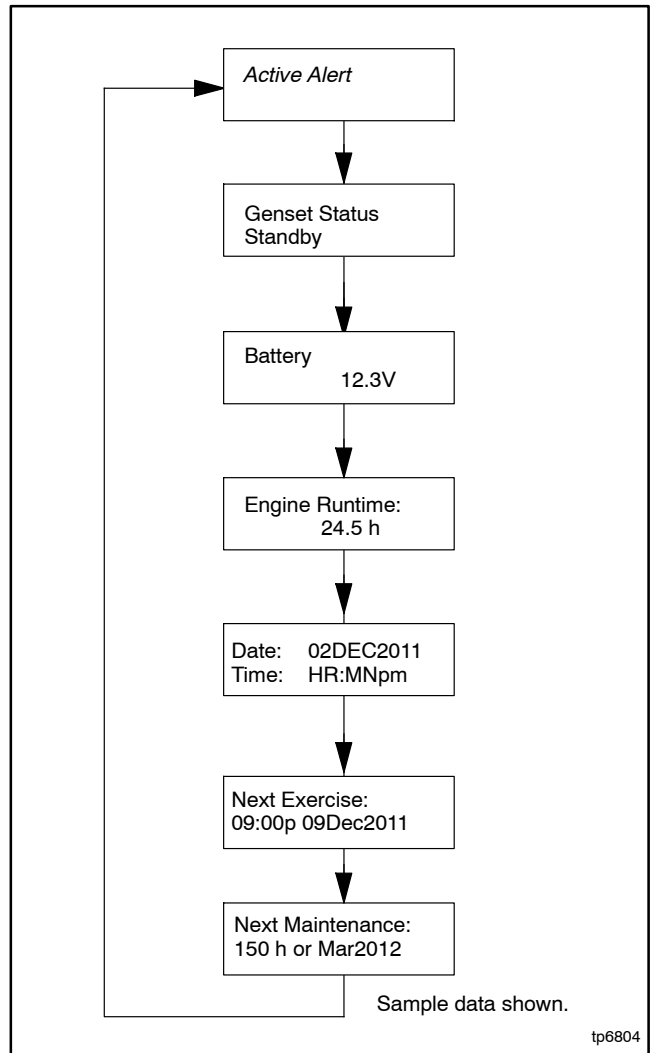 Active Alert
Genset Status
Standby
Battery
12.3V
Engine Runtime:
24.5 h
Date: 02DEC2011
Time: HR:MNpm
Next Exercise:
09:00p 09Dec2011
Next Maintenance:
150 h or Mar2012
Sample data shown.
tp6804